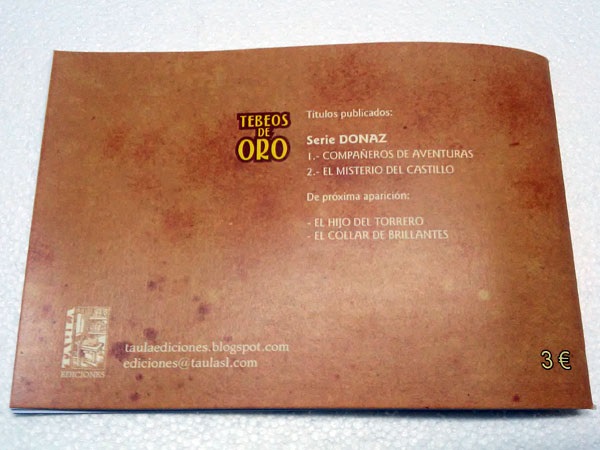 TEBEOS
DE
ORO
Títulos publicados:
Serie DONAZ
1.- COMPAÑEROS DE AVENTURAS
2.- EL MISTERIO DEL CASTILLO
De próxima aparición:
- EL HIJO DEL TORRERO
- EL COLLAR DE BRILLANTES
TAULA
EDICIONES
taulaediciones.blogspot.com
ediciones@taulasl.com
3 €